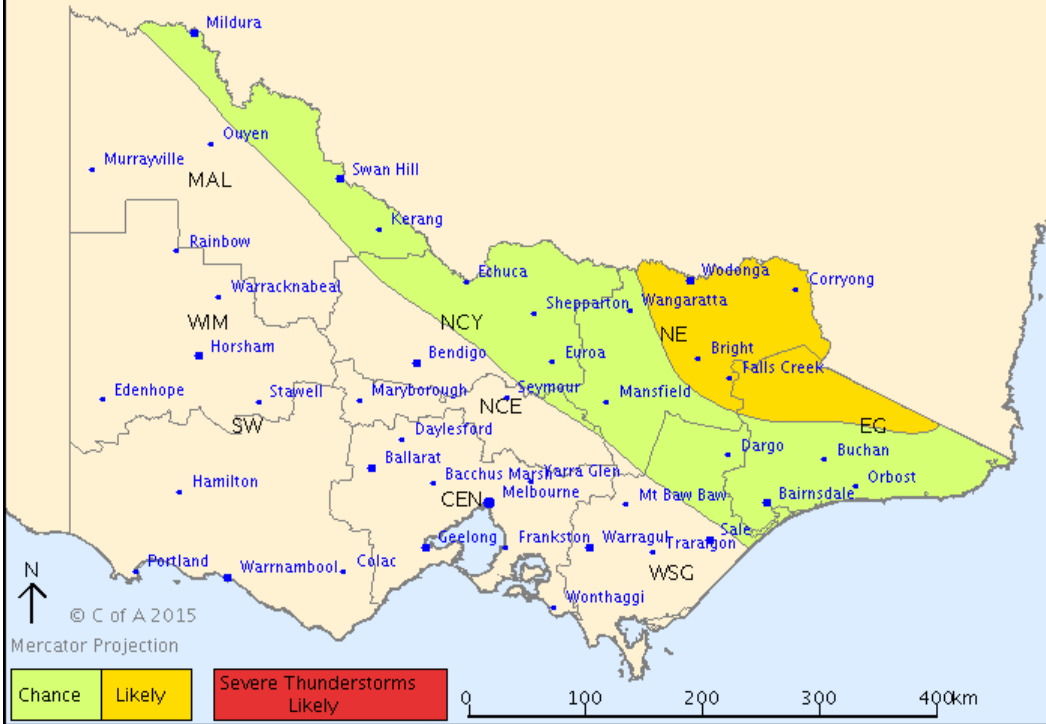 Mildura
Ouyen
Murrayville
MAL
Swan Hill
Kerang
Rainbow
Warracknabeal
WIM
Horsham
Echuca
Wodonga
Corryong
Shepparton
Wangaratta
NCY
NE
Bendigo
Euroa
Bright
Falls Creek
Edenhope
Stawell
Maryborough
Seymour
Mansfield
NCE
SW
EG
Daylesford
Dargo
Buchan
Ballarat
Hamilton
Bacchus Marsh
Yarra Glen
CEN
Melbourne
Mt Baw Baw
Bairnsdale
Orbost
Geelong
Frankston
Warragul
Traralgon
Sale
Portland
Warrnambool
Colac
WSG
Wonthaggi
N
© C of A 2015
Mercator Projection
Chance
Likely
Severe Thunderstorms
Likely
0 100 200 300 400km